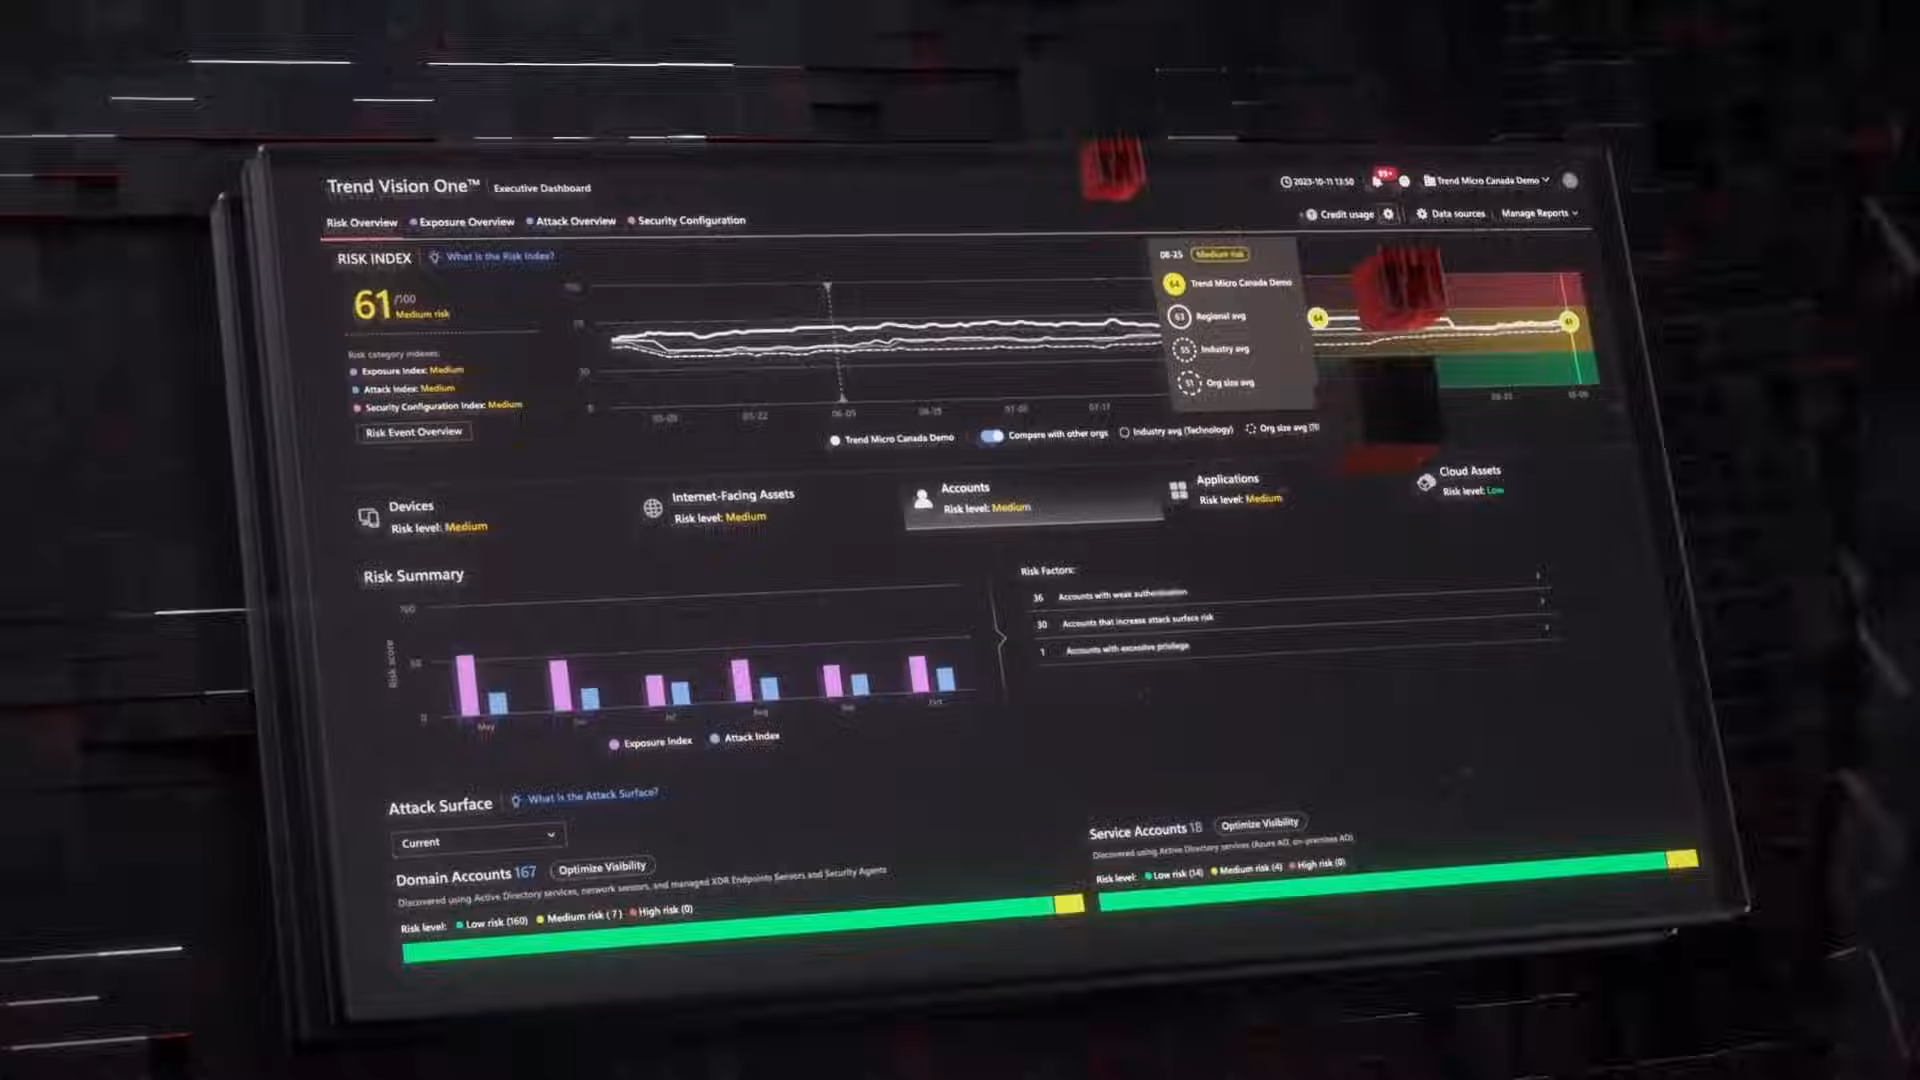 Trend Vision One™ Executive Dashboard
2023-10-11 13:50 99+ Trend Micro Canada Demo
Risk Overview Exposure Overview Attack Overview Security Configuration
Credit usage Data sources Manage Reports
RISK INDEX What is the Risk Index?
61 /100
Medium risk
Risk category indexes:
Exposure Index: Medium
Attack Index: Medium
Security Configuration Index: Medium
Risk Event Overview
08-25 Medium risk
64 Trend Micro Canada Demo
63 Regional avg
55 Industry avg
51 Org size avg
64
61
0
05-22 06-05 06-19 07-17
Trend Micro Canada Demo Compare with other orgs Industry avg (Technology) Org size avg
Devices
Risk level: Medium
Internet-Facing Assets
Risk level: Medium
Accounts
Risk level: Medium
Applications
Risk level: Medium
Cloud Assets
Risk level: Low
Risk Summary
100
Risk score
50
0
May Jul Aug Sep Oct
Exposure Index Attack Index
Risk Factors:
36 Accounts with weak authentication
30 Accounts that increase attack surface risk
1 Accounts with excessive privilege
Attack Surface What is the Attack Surface?
Current
Domain Accounts 167 Optimize Visibility
Discovered using Active Directory services, network sensors, and managed XDR Endpoints Sensors and Security Agents
Risk level: Low risk (160) Medium risk ( 7 ) High risk (0)
Service Accounts 18 Optimize Visibility
Discovered using Active Directory services (Azure AD, on-premises AD)
Risk level: Low risk (14) Medium risk (4) High risk (0)